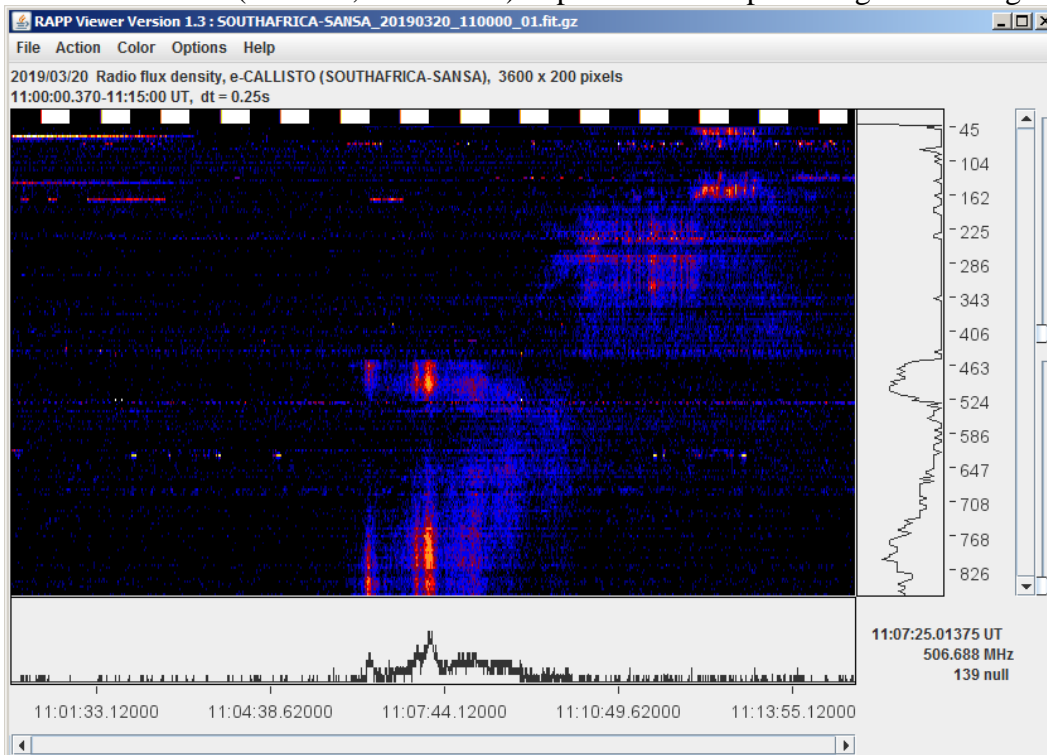 RAPP Viewer Version 1.3 : SOUTHAFRICA-SANSA_20190320_110000_01.fit.gz
File Action Color Options Help
2019/03/20 Radio flux density, e-CALLISTO (SOUTHAFRICA-SANSA), 3600 x 200 pixels
11:00:00.370-11:15:00 UT, dt = 0.25s
45
104
162
225
286
343
406
463
524
586
647
708
768
826
11:07:25.01375 UT
506.688 MHz
139 null
11:01:33.12000 11:04:38.62000 11:07:44.12000 11:10:49.62000 11:13:55.12000